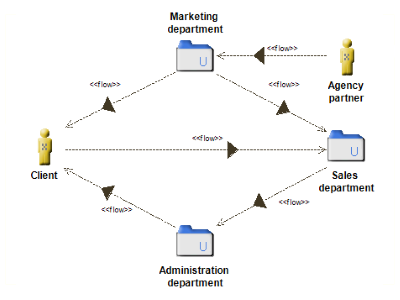 Marketing
department
<<flow>>
Agency
partner
<<flow>>
<<flow>>
U
<<flow>>
Client
U
Sales
department
<<flow>>
<<flow>>
U
Administration
department